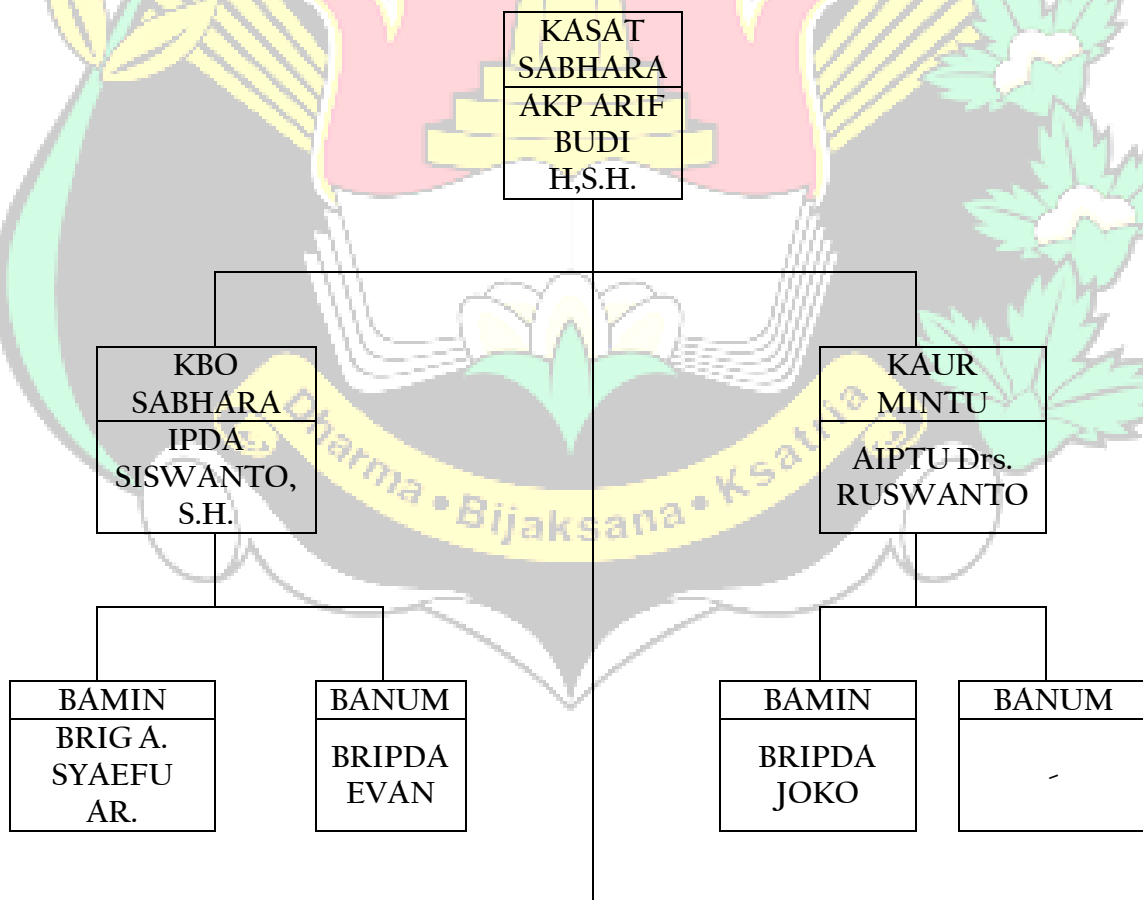 KASAT
SABHARA
AKP ARIF
BUDI
H,S.H.
KBO
SABHARA
IPDA
SISWANTO,
S.H.
KAUR
MINTU
AIPTU Drs.
RUSWANTO
Dharma • Bijaksana • Ksatria
BAMIN
BRIG A.
SYAEFU
AR.
BANUM
BRIPDA
EVAN
BAMIN
BRIPDA
JOKO
BANUM
-